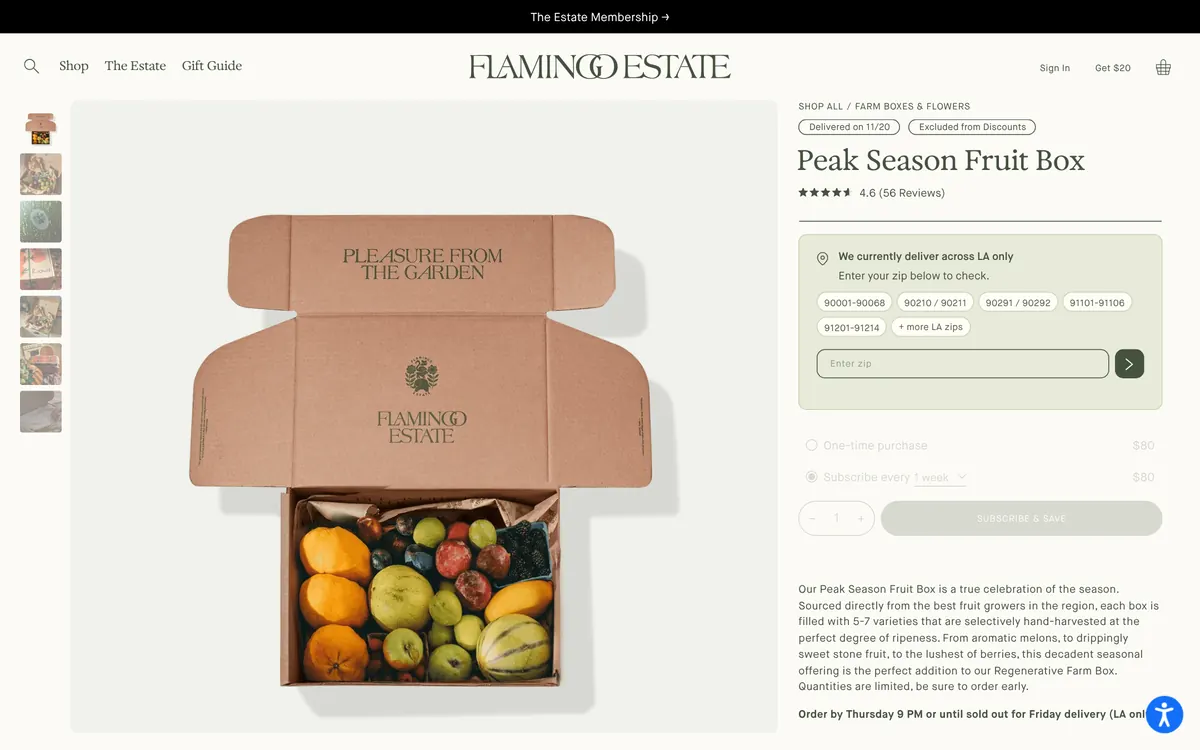 The Estate Membership →
Shop
The Estate
Gift Guide
FLAMINGO ESTATE
Sign In
Get $20
SHOP ALL / FARM BOXES & FLOWERS
Delivered on 11/20
Excluded from Discounts
Peak Season Fruit Box
4.6 (56 Reviews)
We currently deliver across LA only
Enter your zip below to check.
90001-90068
90210 / 90211
90291 / 90292
91101-91106
91201-91214
+ more LA zips
Enter zip
One-time purchase
$80
Subscribe every 1 week
$80
− 1 +
SUBSCRIBE & SAVE
Our Peak Season Fruit Box is a true celebration of the season.
Sourced directly from the best fruit growers in the region, each box is
filled with 5-7 varieties that are selectively hand-harvested at the
perfect degree of ripeness. From aromatic melons, to drippingly
sweet stone fruit, to the lushest of berries, this decadent seasonal
offering is the perfect addition to our Regenerative Farm Box.
Quantities are limited, be sure to order early.
Order by Thursday 9 PM or until sold out for Friday delivery (LA
PLEASURE FROM
THE GARDEN
FLAMINGO
ESTATE